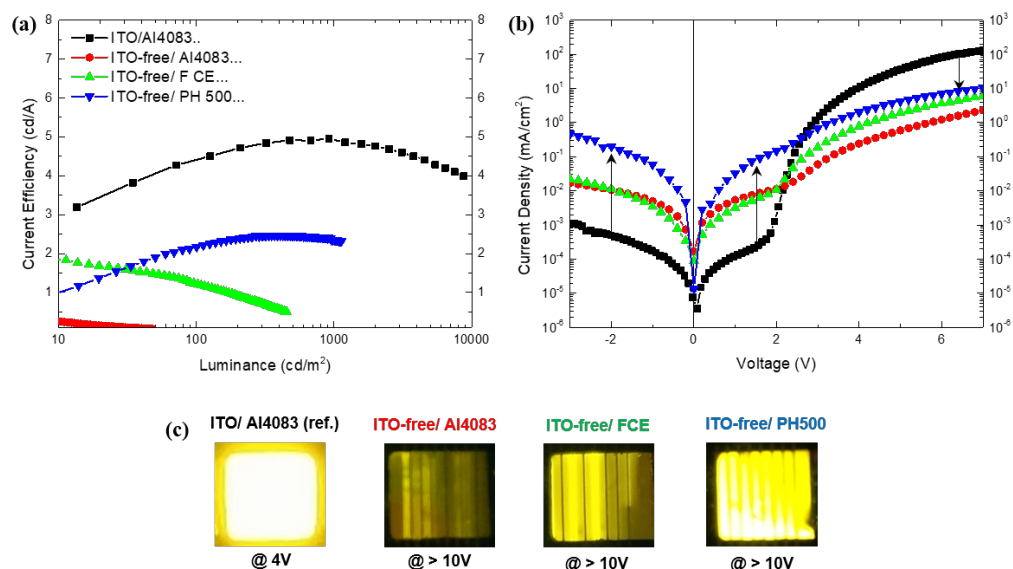 (a)
8
7
6
5
4
3
2
1
8
6
4
2
10
100
1000
10000
Current Efficiency (cd/A)
Luminance (cd/m²)
ITO/AI4083..
ITO-free/ AI4083...
ITO-free/ F CE...
ITO-free/ PH 500...
(b)
10³
10²
10¹
10⁰
10⁻¹
10⁻²
10⁻³
10⁻⁴
10⁻⁵
10⁻⁶
10³
10²
10¹
10⁰
10⁻¹
10⁻²
10⁻³
10⁻⁴
10⁻⁵
10⁻⁶
-2
0
2
4
6
Current Density (mA/cm²)
Voltage (V)
(c)
ITO/ AI4083 (ref.)
@ 4V
ITO-free/ AI4083
@ > 10V
ITO-free/ FCE
@ > 10V
ITO-free/ PH500
@ > 10V